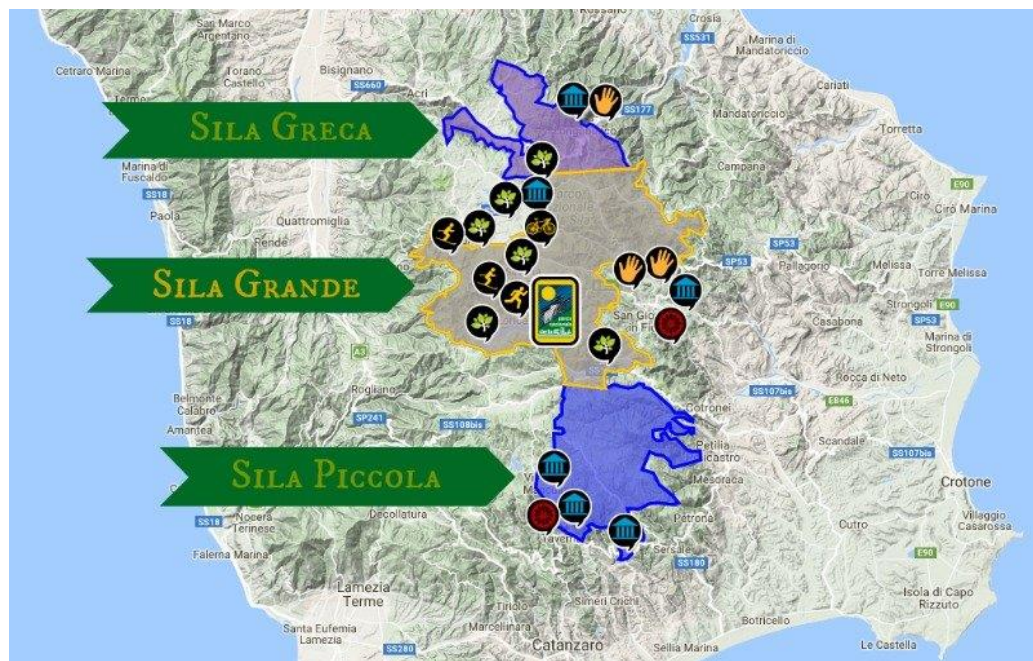 Rossano
Crosia
San Marco
Argentano
SS531
Marina di
Mandatoriccio
Cetraro Marina
Torano
Castello
Bisignano
SS660
Acri
Cariati
SS177
Mandatoriccio
SILA GRECA
Torretta
Marina di
Fuscaldo
Campana
SS18
E90
Paola
Quattromiglia
Cirò
Cirò Marina
Rende
SP53
SP53
Pallagorio
Melissa
Torre Melissa
SILA GRANDE
Strongoli
E90
SS18
San Giovanni
in Fiore
Casabona
SP53
Marina di
Strongoli
A3
Rogliano
Rocca di Neto
Belmonte
Calabro
SP241
SS107bis
E846
Amantea
SS108bis
Cotronei
Petilia
Policastro
Scandale
SS107bis
SILA PICCOLA
Mesoraca
Crotone
SS18
Nocera
Terinese
Decollatura
Petronà
Cutro
Villaggio
Casarossa
Taverna
Falerna Marina
Sersale
SS180
E90
Lamezia
Terme
Simeri Crichi
Isola di Capo
Rizzuto
Tiriolo
Marcellinara
Botricello
Santa Eufemia
Lamezia
SS280
Catanzaro
Sellia Marina
Le Castella